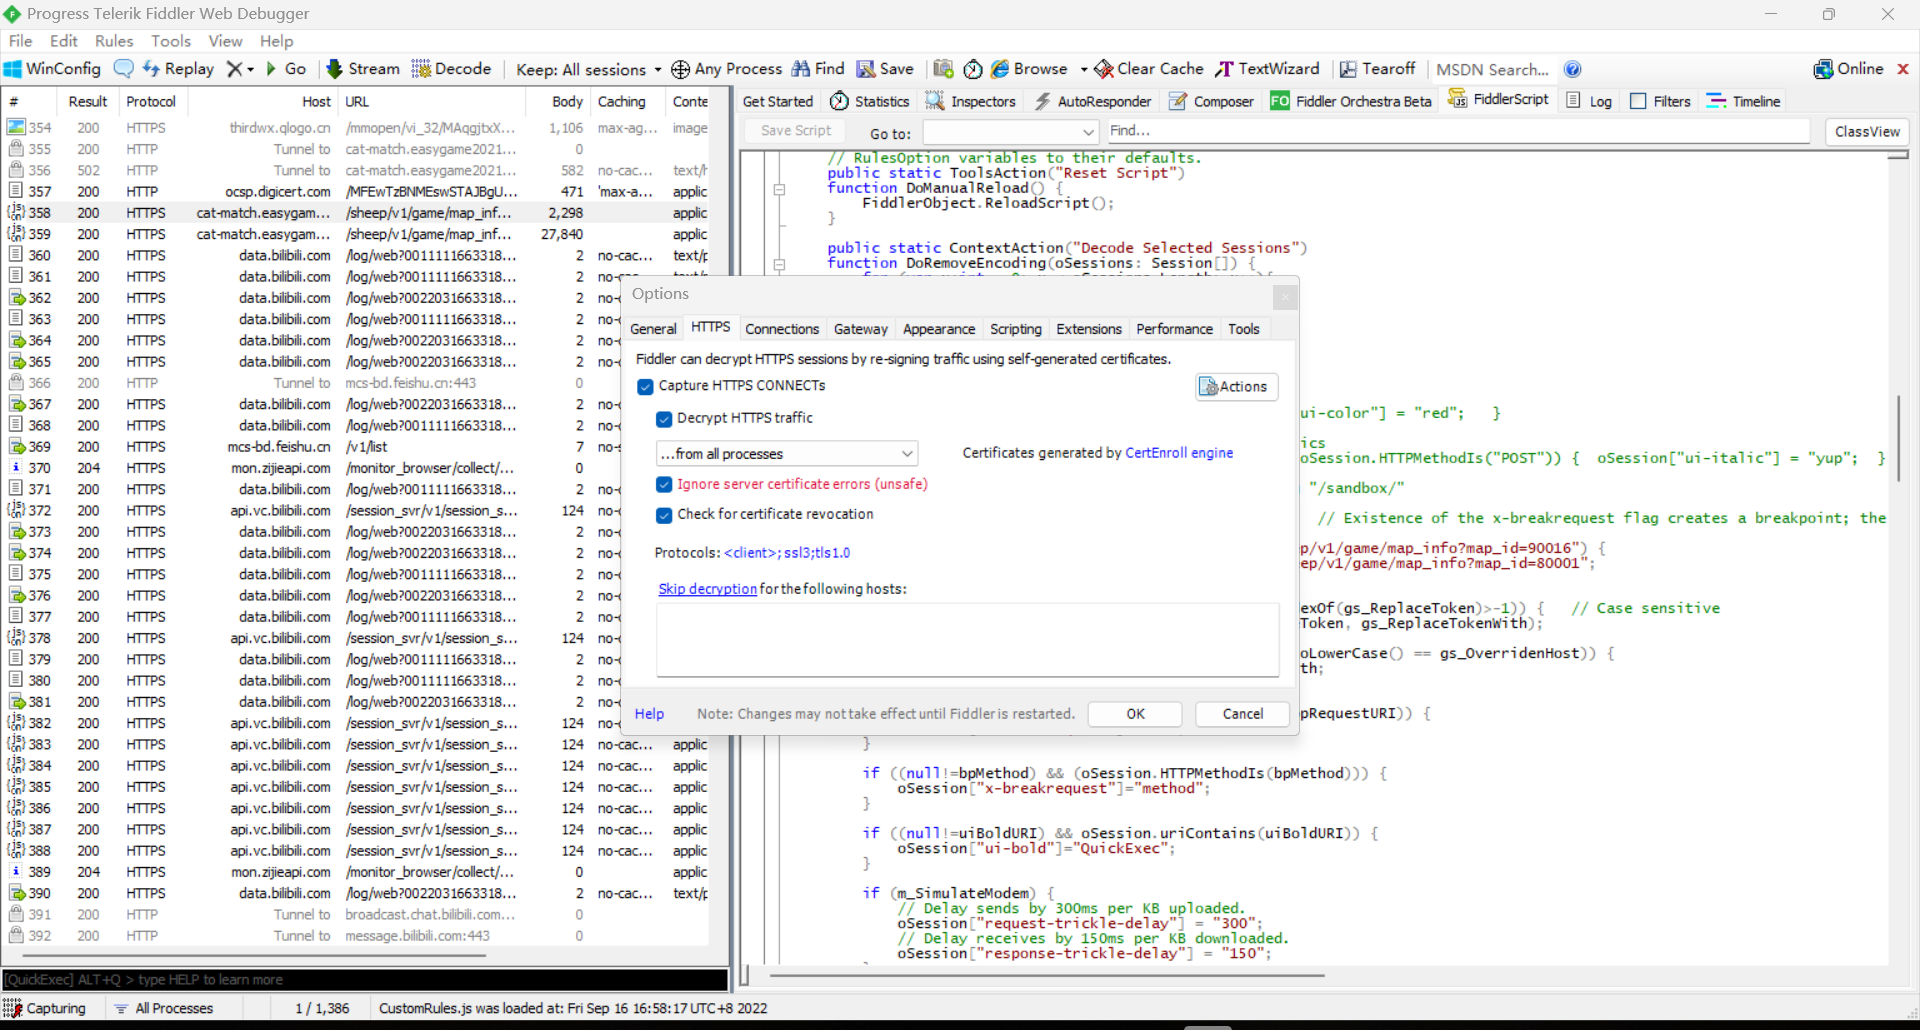 Progress Telerik Fiddler Web Debugger
File Edit Rules Tools View Help
WinConfig Replay Go Stream Decode Keep: All sessions Any Process Find Save Browse Clear Cache TextWizard Tearoff MSDN Search... Online
# Result Protocol Host URL Body Caching Conte
354 200 HTTPS thirdwx.qlogo.cn /mmopen/vi_32/MAqgjtxX... 1,106 max-ag... image
355 200 HTTP Tunnel to cat-match.easygame2021... 0
356 502 HTTP Tunnel to cat-match.easygame2021... 582 no-cac... text/h
357 200 HTTP ocsp.digicert.com /MFEwTzBNMEswSTAJBgU... 471 'max-a... applic
358 200 HTTPS cat-match.easygam... /sheep/v1/game/map_inf... 2,298 applic
359 200 HTTPS cat-match.easygam... /sheep/v1/game/map_inf... 27,840 applic
360 200 HTTPS data.bilibili.com /log/web?0011111663318... 2 no-cac... text/p
361 200 HTTPS data.bilibili.com /log/web?0011111663318... 2
362 200 HTTPS data.bilibili.com /log/web?0022031663318... 2 no-c
363 200 HTTPS data.bilibili.com /log/web?0011111663318... 2 no-c
364 200 HTTPS data.bilibili.com /log/web?0022031663318... 2 no-c
365 200 HTTPS data.bilibili.com /log/web?0022031663318... 2 no-c
366 200 HTTP Tunnel to mcs-bd.feishu.cn:443 0
367 200 HTTPS data.bilibili.com /log/web?0022031663318... 2 no-c
368 200 HTTPS data.bilibili.com /log/web?0011111663318... 2 no-c
369 200 HTTPS mcs-bd.feishu.cn /v1/list 7 no-s
370 204 HTTPS mon.zijieapi.com /monitor_browser/collect/... 0
371 200 HTTPS data.bilibili.com /log/web?0011111663318... 2 no-c
372 200 HTTPS api.vc.bilibili.com /session_svr/v1/session_s... 124 no-c
373 200 HTTPS data.bilibili.com /log/web?0022031663318... 2 no-c
374 200 HTTPS data.bilibili.com /log/web?0022031663318... 2 no-c
375 200 HTTPS data.bilibili.com /log/web?0011111663318... 2 no-c
376 200 HTTPS data.bilibili.com /log/web?0022031663318... 2 no-c
377 200 HTTPS data.bilibili.com /log/web?0011111663318... 2 no-c
378 200 HTTPS api.vc.bilibili.com /session_svr/v1/session_s... 124 no-c
379 200 HTTPS data.bilibili.com /log/web?0011111663318... 2 no-c
380 200 HTTPS data.bilibili.com /log/web?0011111663318... 2 no-c
381 200 HTTPS data.bilibili.com /log/web?0022031663318... 2 no-c
382 200 HTTPS api.vc.bilibili.com /session_svr/v1/session_s... 124 no-c
383 200 HTTPS api.vc.bilibili.com /session_svr/v1/session_s... 124 no-cac... applic
384 200 HTTPS api.vc.bilibili.com /session_svr/v1/session_s... 124 no-cac... applic
385 200 HTTPS api.vc.bilibili.com /session_svr/v1/session_s... 124 no-cac... applic
386 200 HTTPS api.vc.bilibili.com /session_svr/v1/session_s... 124 no-cac... applic
387 200 HTTPS api.vc.bilibili.com /session_svr/v1/session_s... 124 no-cac... applic
388 200 HTTPS api.vc.bilibili.com /session_svr/v1/session_s... 124 no-cac... applic
389 204 HTTPS mon.zijieapi.com /monitor_browser/collect/... 0 applic
390 200 HTTPS data.bilibili.com /log/web?0022031663318... 2 no-cac... text/p
391 200 HTTP Tunnel to broadcast.chat.bilibili.com... 0
392 200 HTTP Tunnel to message.bilibili.com:443 0
[QuickExec] ALT+Q > type HELP to learn more
Capturing All Processes 1 / 1,386 CustomRules.js was loaded at: Fri Sep 16 16:58:17 UTC+8 2022
Get Started Statistics Inspectors AutoResponder Composer FO Fiddler Orchestra Beta FiddlerScript Log Filters Timeline
Save Script Go to: Find... ClassView
// RulesOption variables to their defaults.
public static ToolsAction("Reset Script")
function DoManualReload() {
FiddlerObject.ReloadScript();
}
public static ContextAction("Decode Selected Sessions")
function DoRemoveEncoding(oSessions: Session[]) {
Options
General HTTPS Connections Gateway Appearance Scripting Extensions Performance Tools
Fiddler can decrypt HTTPS sessions by re-signing traffic using self-generated certificates.
Capture HTTPS CONNECTs
Actions
Decrypt HTTPS traffic
...from all processes
Certificates generated by CertEnroll engine
Ignore server certificate errors (unsafe)
Check for certificate revocation
Protocols: <client>; ssl3;tls1.0
Skip decryption for the following hosts:
Help Note: Changes may not take effect until Fiddler is restarted. OK Cancel
ui-color"] = "red"; }
ics
oSession.HTTPMethodIs("POST")) { oSession["ui-italic"] = "yup"; }
"/sandbox/"
// Existence of the x-breakrequest flag creates a breakpoint; the
p/v1/game/map_info?map_id=90016") {
ep/v1/game/map_info?map_id=80001";
exOf(gs_ReplaceToken)>-1)) { // Case sensitive
Token, gs_ReplaceTokenWith);
oLowerCase() == gs_OverridenHost)) {
th;
pRequestURI)) {
}
if ((null!=bpMethod) && (oSession.HTTPMethodIs(bpMethod))) {
oSession["x-breakrequest"]="method";
}
if ((null!=uiBoldURI) && oSession.uriContains(uiBoldURI)) {
oSession["ui-bold"]="QuickExec";
}
if (m_SimulateModem) {
// Delay sends by 300ms per KB uploaded.
oSession["request-trickle-delay"] = "300";
// Delay receives by 150ms per KB downloaded.
oSession["response-trickle-delay"] = "150";